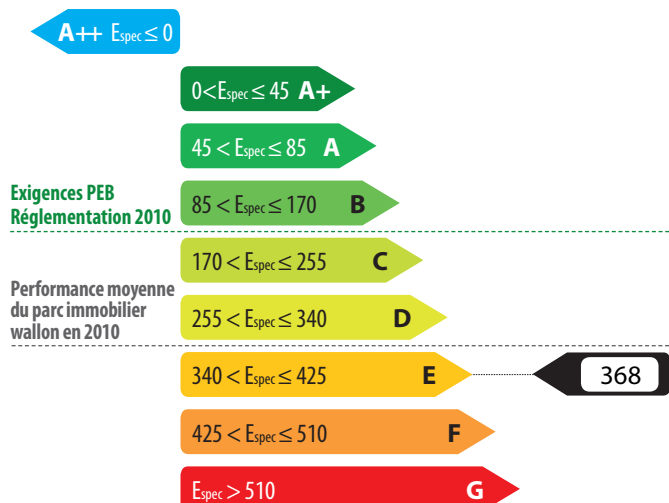 A++ Espec ≤ 0
0<Espec ≤ 45 A+
45 < Espec ≤ 85 A
Exigences PEB
Réglementation 2010
85 < Espec ≤ 170 B
170 < Espec ≤ 255 C
Performance moyenne
du parc immobilier
wallon en 2010
255 < Espec ≤ 340 D
340 < Espec ≤ 425 E
368
425 < Espec ≤ 510 F
Espec > 510 G